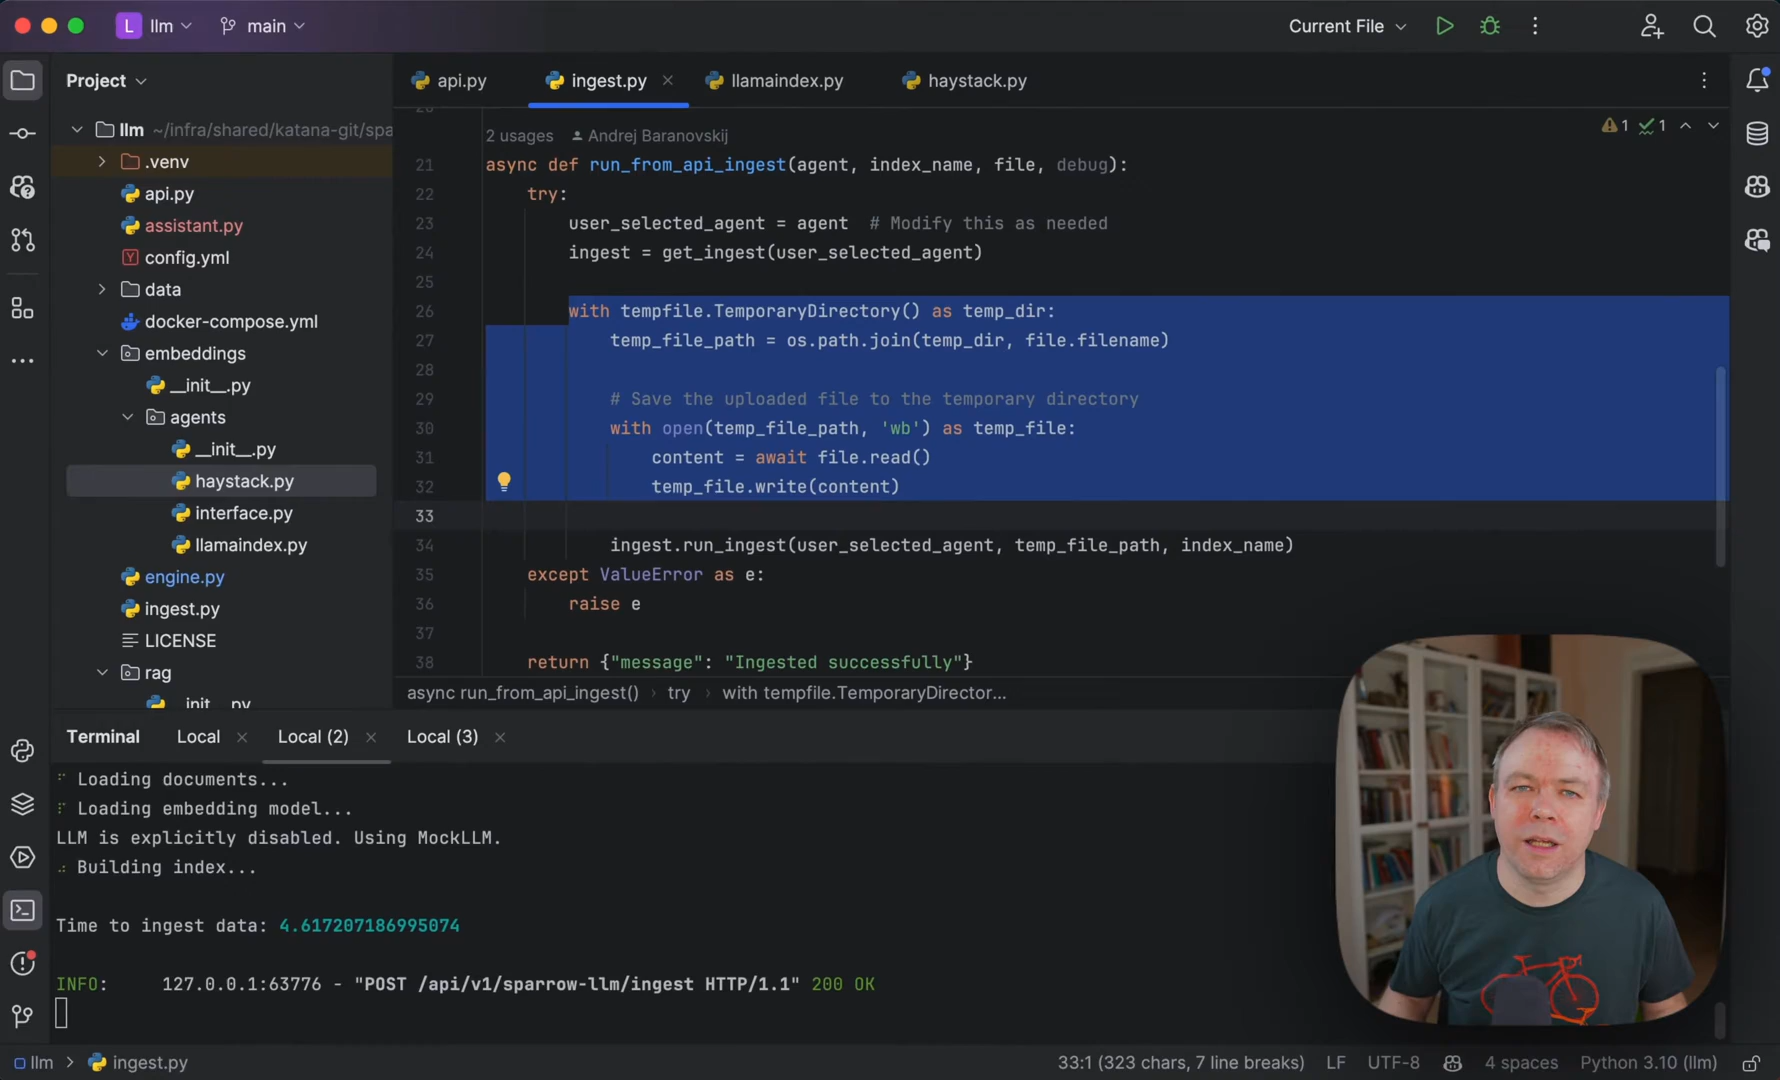 L llm main Current File
Project
api.py ingest.py llamaindex.py haystack.py
llm ~/infra/shared/katana-git/spa
.venv
api.py
assistant.py
config.yml
data
docker-compose.yml
embeddings
__init__.py
agents
__init__.py
haystack.py
interface.py
llamaindex.py
engine.py
ingest.py
LICENSE
rag
__init__.py
2 usages Andrej Baranovskij
1 1
21 async def run_from_api_ingest(agent, index_name, file, debug):
22 try:
23 user_selected_agent = agent # Modify this as needed
24 ingest = get_ingest(user_selected_agent)
25
26 with tempfile.TemporaryDirectory() as temp_dir:
27 temp_file_path = os.path.join(temp_dir, file.filename)
28
29 # Save the uploaded file to the temporary directory
30 with open(temp_file_path, 'wb') as temp_file:
31 content = await file.read()
32 temp_file.write(content)
33
34 ingest.run_ingest(user_selected_agent, temp_file_path, index_name)
35 except ValueError as e:
36 raise e
37
38 return {"message": "Ingested successfully"}
async run_from_api_ingest() › try › with tempfile.TemporaryDirector...
Terminal Local Local (2) Local (3)
Loading documents...
Loading embedding model...
LLM is explicitly disabled. Using MockLLM.
Building index...
Time to ingest data: 4.617207186995074
INFO: 127.0.0.1:63776 - "POST /api/v1/sparrow-llm/ingest HTTP/1.1" 200 OK
llm › ingest.py 33:1 (323 chars, 7 line breaks) LF UTF-8 4 spaces Python 3.10 (llm)